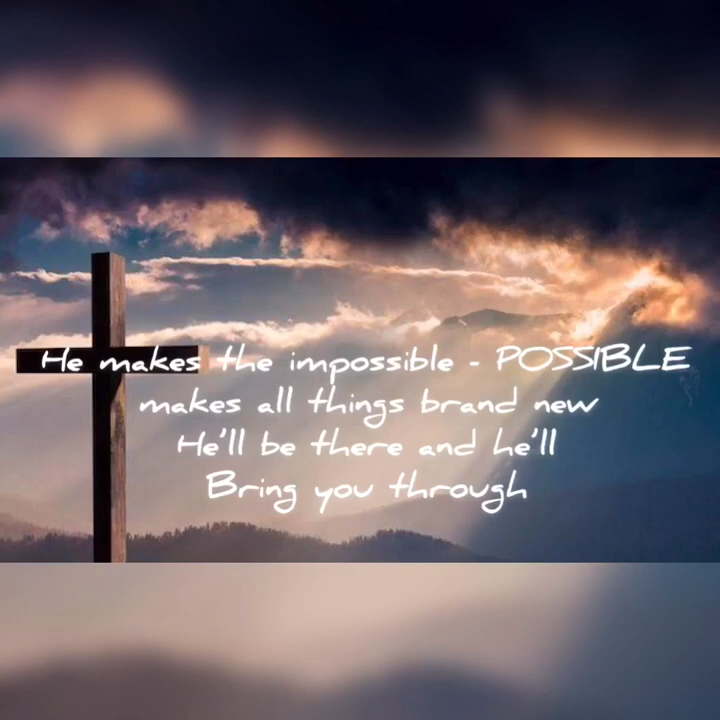 He makes the impossible - POSSIBLE
makes all things brand new
He'll be there and he'll
Bring you through